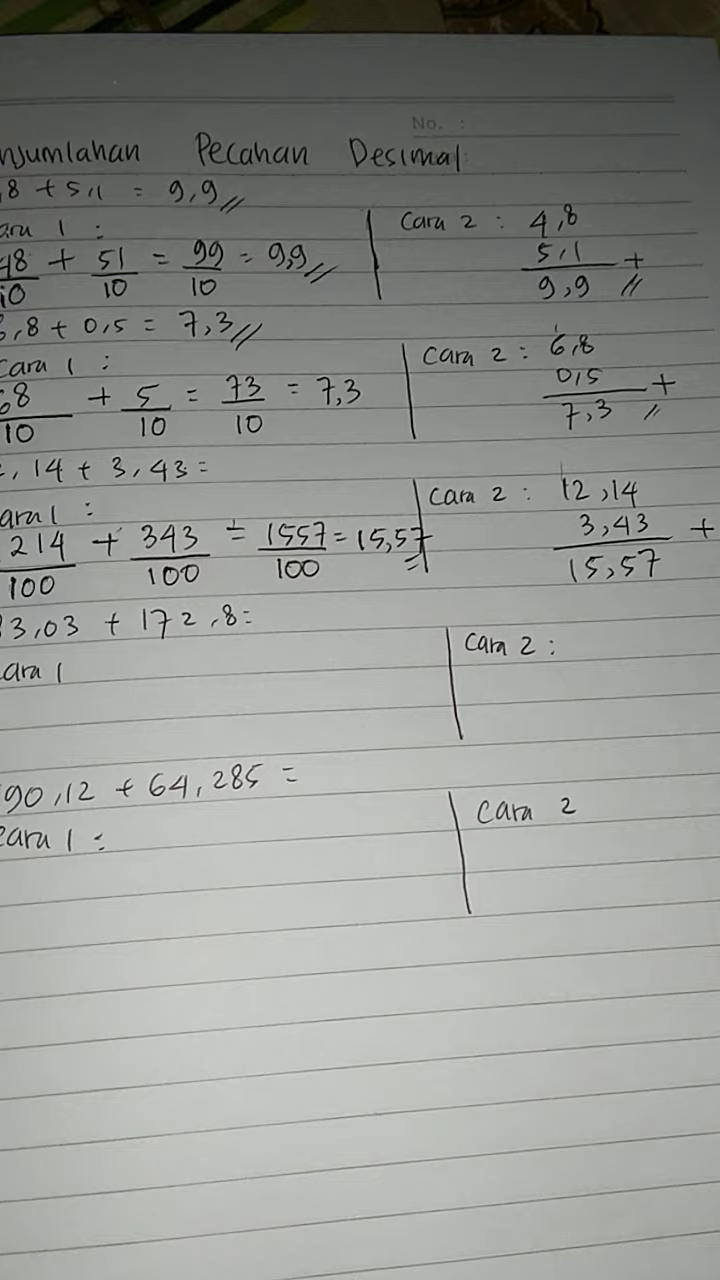 No. :
njumlahan Pecahan Desimal
,8 + 5,1 = 9,9 //
ara 1 :
48/10 + 51/10 = 99/10 = 9,9 //
Cara 2 : 4,8
5,1 +
9,9 //
6,8 + 0,5 = 7,3 //
Cara 1 :
68/10 + 5/10 = 73/10 = 7,3
Cara 2 : 6,8
0,5 +
7,3 //
,14 + 3,43 =
ara 1 :
214/100 + 343/100 = 1557/100 = 15,57
Cara 2 : 12,14
3,43 +
15,57
3,03 + 172,8 =
ara 1
Cara 2 :
90,12 + 64,285 =
Cara 1 :
Cara 2